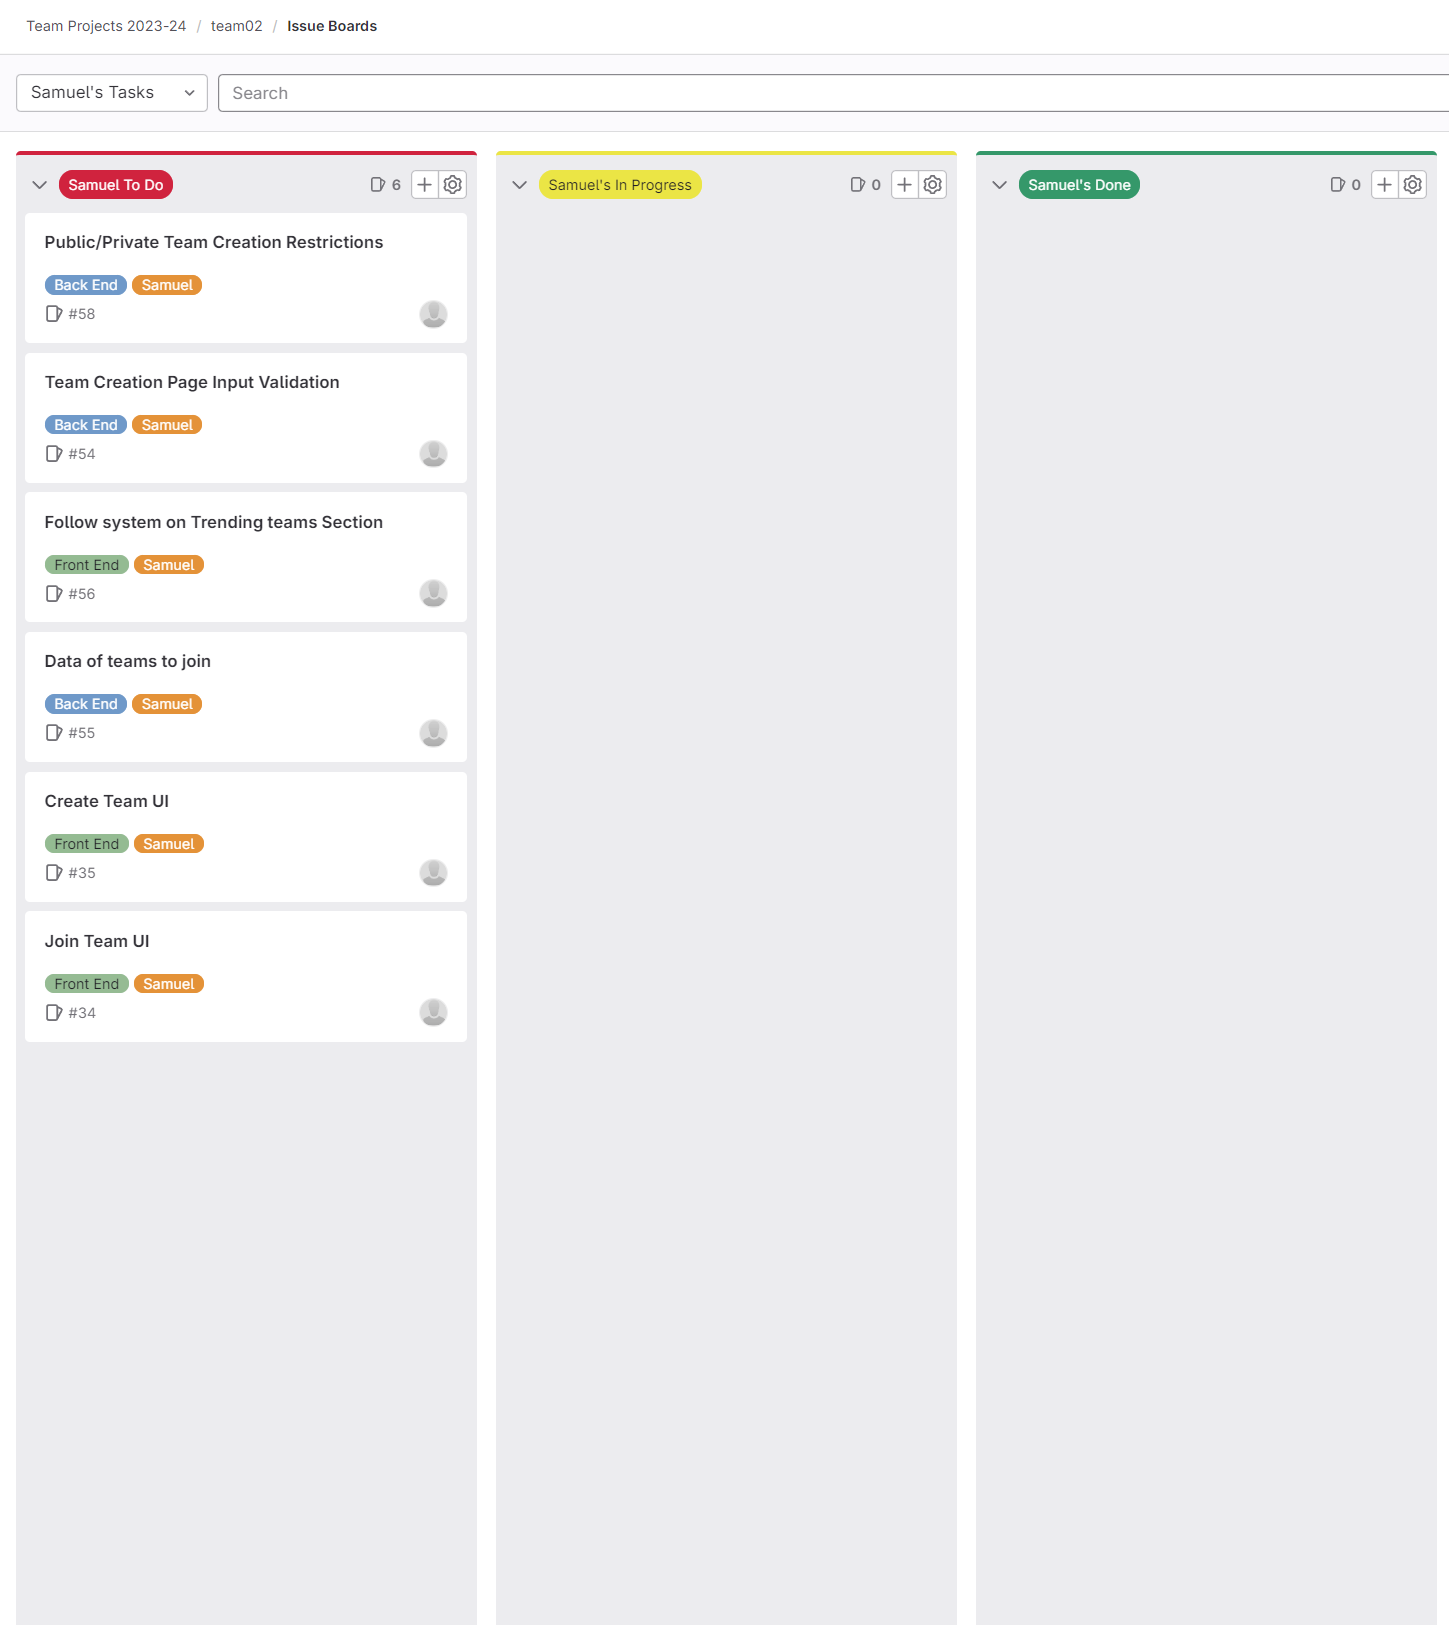 Team Projects 2023-24 / team02 / Issue Boards
Samuel's Tasks
Search
Samuel To Do
6
Public/Private Team Creation Restrictions
Back End Samuel
#58
Team Creation Page Input Validation
Back End Samuel
#54
Follow system on Trending teams Section
Front End Samuel
#56
Data of teams to join
Back End Samuel
#55
Create Team UI
Front End Samuel
#35
Join Team UI
Front End Samuel
#34
Samuel's In Progress
0
Samuel's Done
0